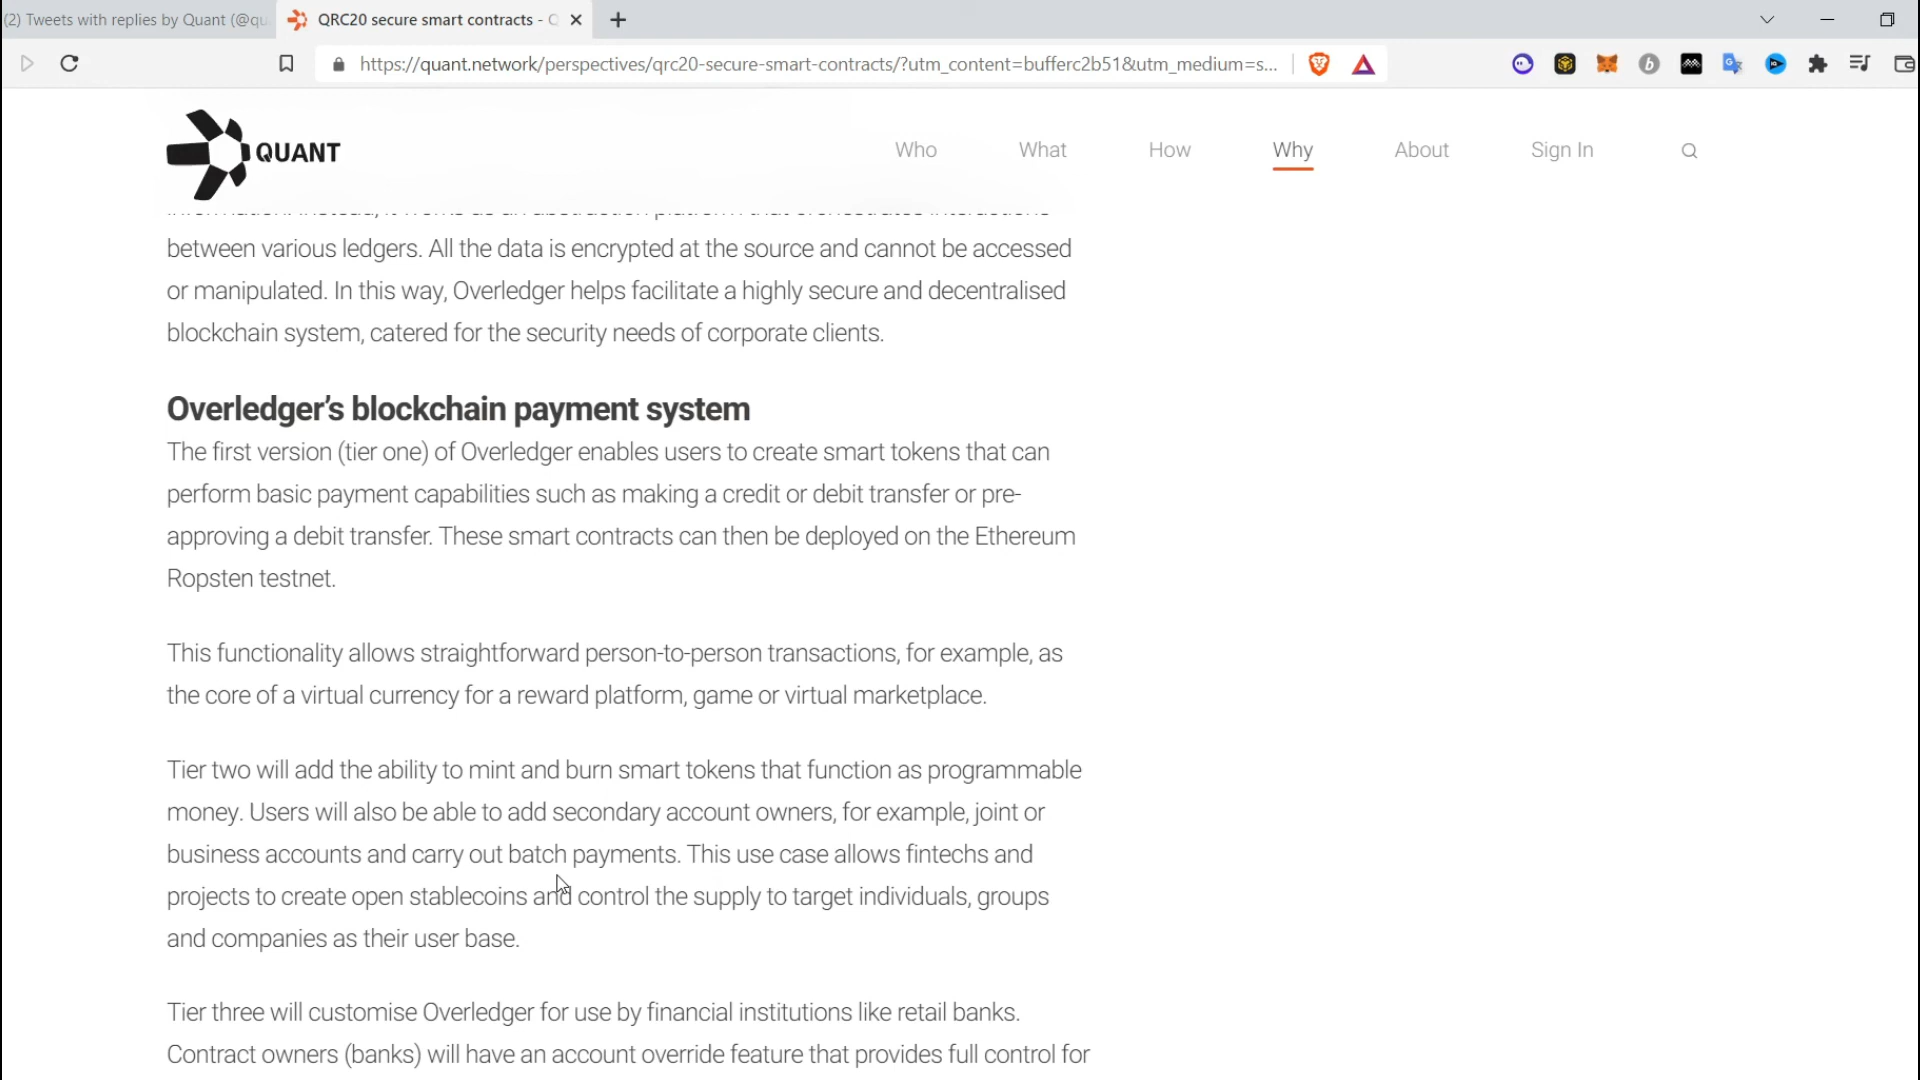 (2) Tweets with replies by Quant (@qu
QRC20 secure smart contracts - Q
https://quant.network/perspectives/qrc20-secure-smart-contracts/?utm_content=bufferc2b51&utm_medium=s...
QUANT
Who
What
How
Why
About
Sign In
between various ledgers. All the data is encrypted at the source and cannot be accessed
or manipulated. In this way, Overledger helps facilitate a highly secure and decentralised
blockchain system, catered for the security needs of corporate clients.
Overledger’s blockchain payment system
The first version (tier one) of Overledger enables users to create smart tokens that can
perform basic payment capabilities such as making a credit or debit transfer or pre-
approving a debit transfer. These smart contracts can then be deployed on the Ethereum
Ropsten testnet.
This functionality allows straightforward person-to-person transactions, for example, as
the core of a virtual currency for a reward platform, game or virtual marketplace.
Tier two will add the ability to mint and burn smart tokens that function as programmable
money. Users will also be able to add secondary account owners, for example, joint or
business accounts and carry out batch payments. This use case allows fintechs and
projects to create open stablecoins and control the supply to target individuals, groups
and companies as their user base.
Tier three will customise Overledger for use by financial institutions like retail banks.
Contract owners (banks) will have an account override feature that provides full control for